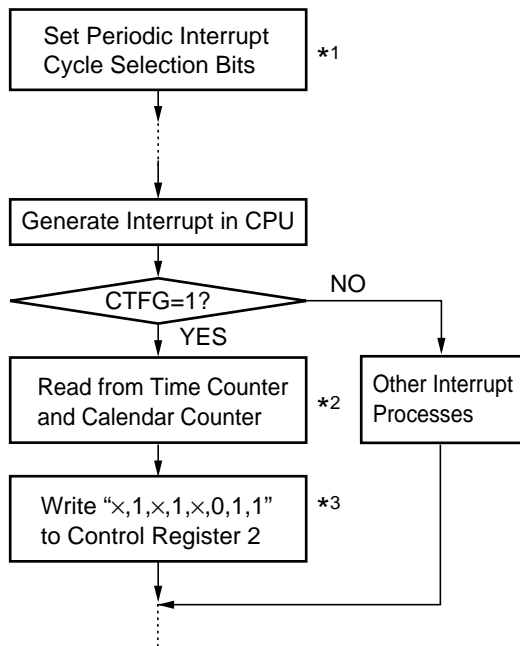 Set Periodic Interrupt
Cycle Selection Bits
*1
Generate Interrupt in CPU
CTFG=1?
NO
YES
Read from Time Counter
and Calendar Counter
*2
Other Interrupt
Processes
Write “×,1,×,1,×,0,1,1”
to Control Register 2
*3